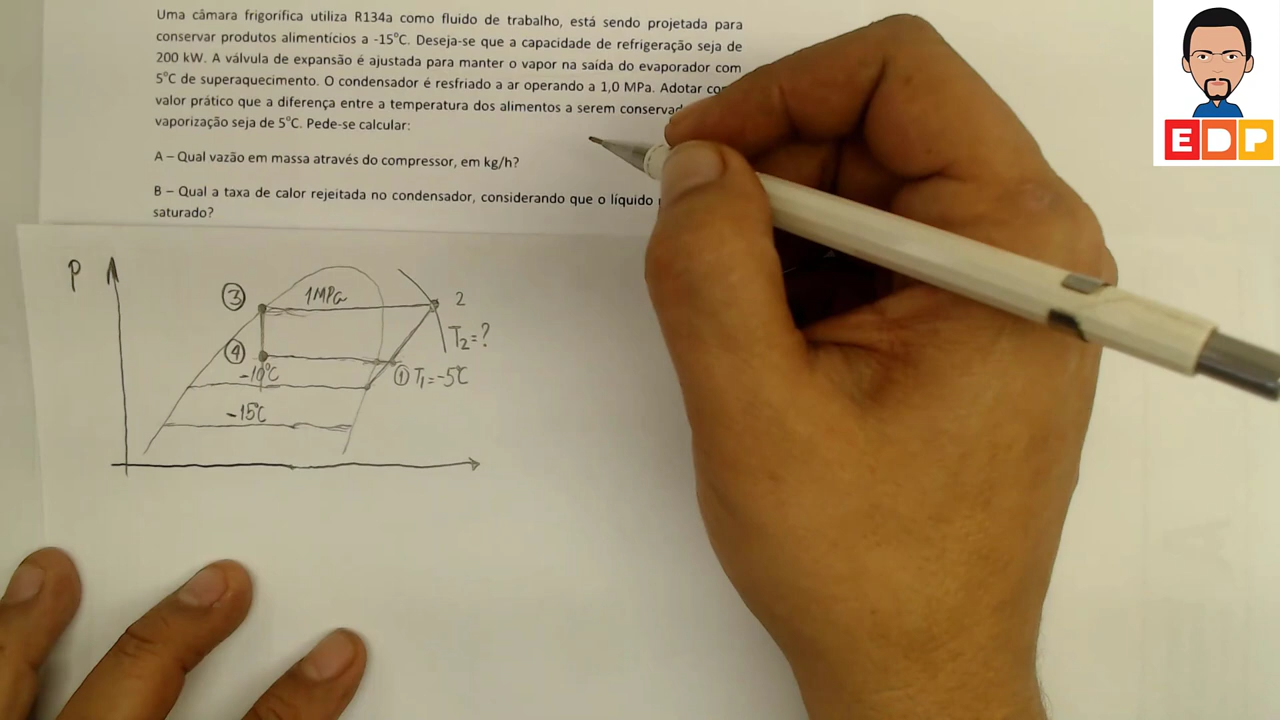 Uma câmara frigorífica utiliza R134a como fluido de trabalho, está sendo projetada para
conservar produtos alimentícios a -15°C. Deseja-se que a capacidade de refrigeração seja de
200 kW. A válvula de expansão é ajustada para manter o vapor na saída do evaporador com
5°C de superaquecimento. O condensador é resfriado a ar operando a 1,0 MPa. Adotar
valor prático que a diferença entre a temperatura dos alimentos a serem
vaporização seja de 5°C. Pede-se calcular:
A – Qual vazão em massa através do compressor, em kg/h?
B – Qual a taxa de calor rejeitada no condensador, considerando que o líquido
saturado?
EDP
P
3 1MPa 2
T2=?
4
-10°C 1 T1=-5°C
-15°C